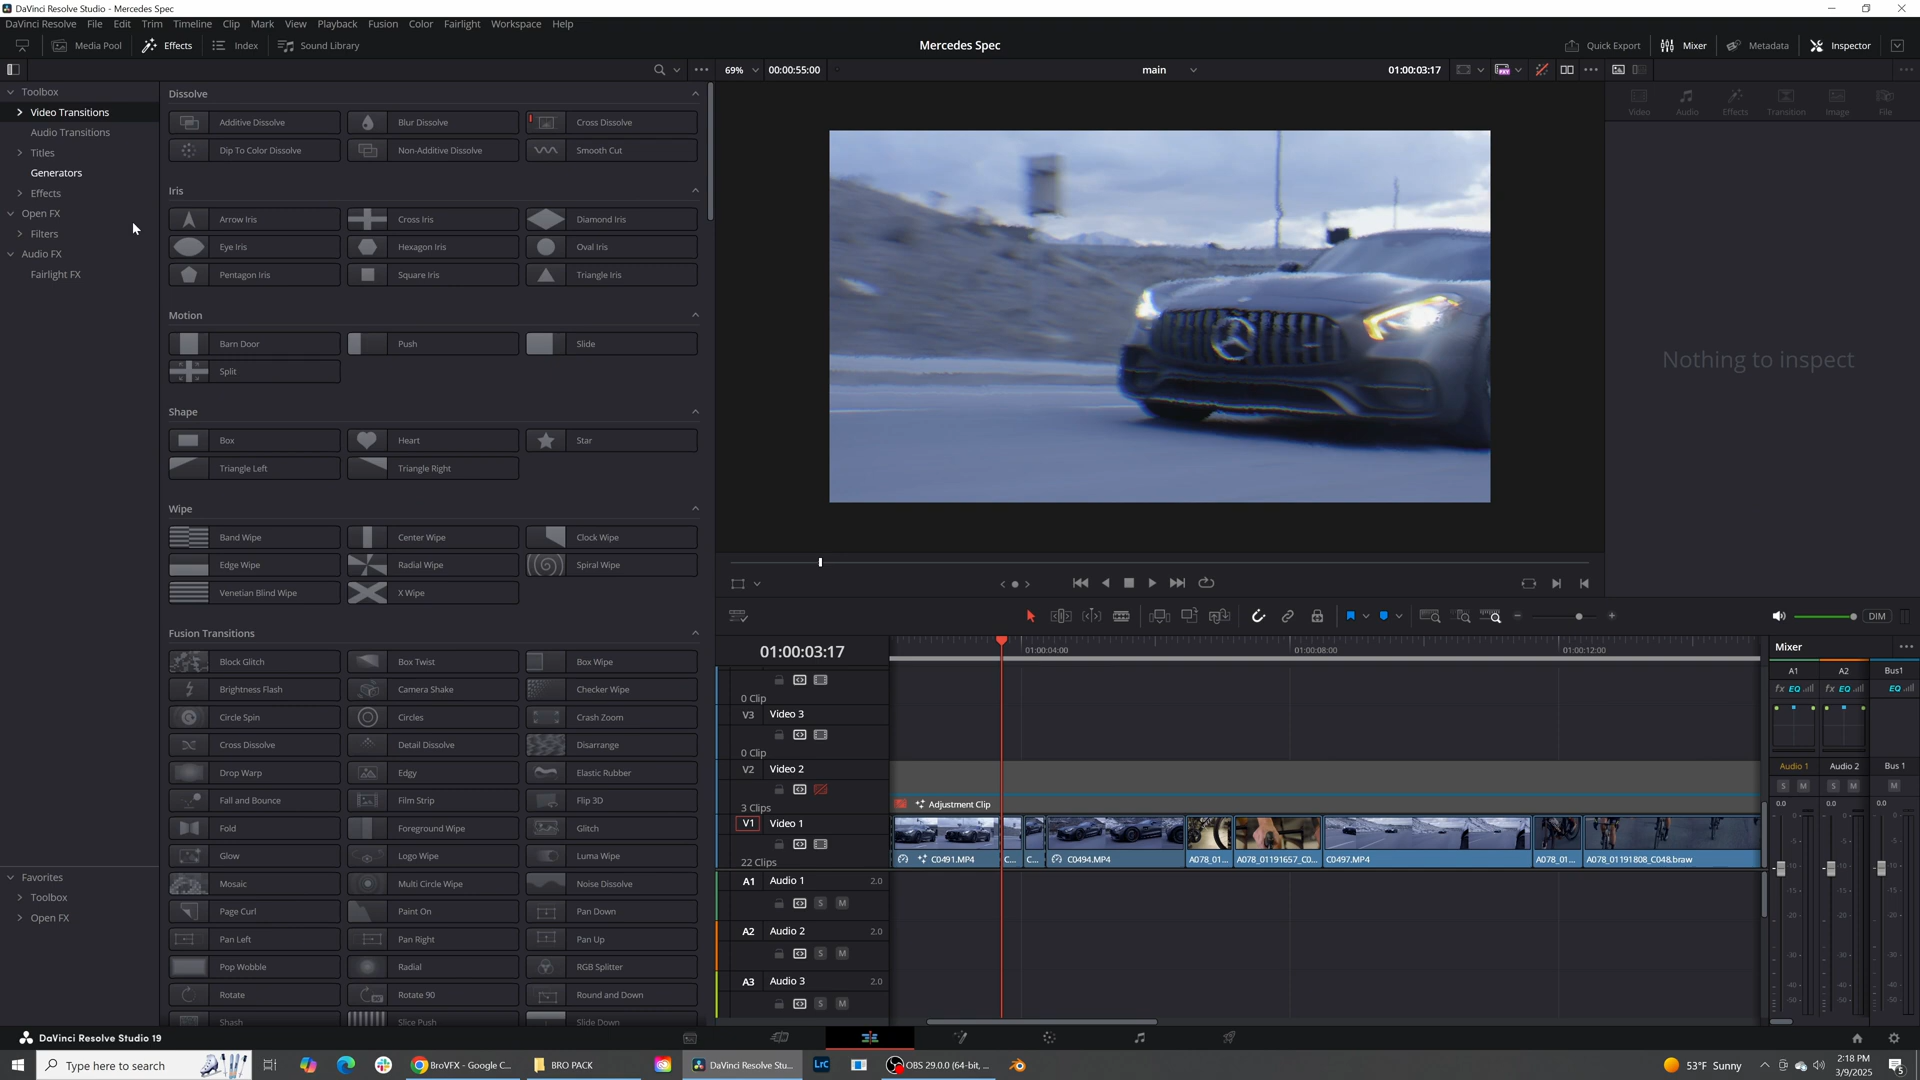 DaVinci Resolve Studio - Mercedes Spec
DaVinci Resolve File Edit Trim Timeline Clip Mark View Playback Fusion Color Fairlight Workspace Help
Media Pool Effects Index Sound Library Mercedes Spec Quick Export Mixer Metadata Inspector
69% 00:00:55:00 main 01:00:03:17
Toolbox
Video Transitions
Audio Transitions
Titles
Generators
Effects
Open FX
Filters
Audio FX
Fairlight FX
Favorites
Toolbox
Open FX
Dissolve
Additive Dissolve Blur Dissolve Cross Dissolve
Dip To Color Dissolve Non-Additive Dissolve Smooth Cut
Iris
Arrow Iris Cross Iris Diamond Iris
Eye Iris Hexagon Iris Oval Iris
Pentagon Iris Square Iris Triangle Iris
Motion
Barn Door Push Slide
Split
Shape
Box Heart Star
Triangle Left Triangle Right
Wipe
Band Wipe Center Wipe Clock Wipe
Edge Wipe Radial Wipe Spiral Wipe
Venetian Blind Wipe X Wipe
Fusion Transitions
Block Glitch Box Twist Box Wipe
Brightness Flash Camera Shake Checker Wipe
Circle Spin Circles Crash Zoom
Cross Dissolve Detail Dissolve Disarrange
Drop Warp Edgy Elastic Rubber
Fall and Bounce Film Strip Flip 3D
Fold Foreground Wipe Glitch
Glow Logo Wipe Luma Wipe
Mosaic Multi Circle Wipe Noise Dissolve
Page Curl Paint On Pan Down
Pan Left Pan Right Pan Up
Pop Wobble Radial RGB Splitter
Rotate Rotate 90 Round and Down
Slash Slice Push Slide Down
Video Audio Effects Transition Image File
Nothing to inspect
DIM
01:00:03:17
01:00:04:00 01:00:08:00 01:00:12:00
0 Clip
V3 Video 3
0 Clip
V2 Video 2
3 Clips
Adjustment Clip
V1 Video 1
22 Clips
C0491.MP4 C... C... C0494.MP4 A078_01... A078_01191657_C0... C0497.MP4 A078_01... A078_01191808_C048.braw
A1 Audio 1 2.0
S M
A2 Audio 2 2.0
S M
A3 Audio 3 2.0
S M
Mixer
A1 A2 Bus1
fx EQ fx EQ EQ
Audio 1 Audio 2 Bus 1
S M S M M
0.0 0.0 0.0
DaVinci Resolve Studio 19
Type here to search
BroVFX - Google C...
BRO PACK
DaVinci Resolve Stu...
LrC
OBS 29.0.0 (64-bit, ...
53°F Sunny
2:18 PM
3/9/2025
5